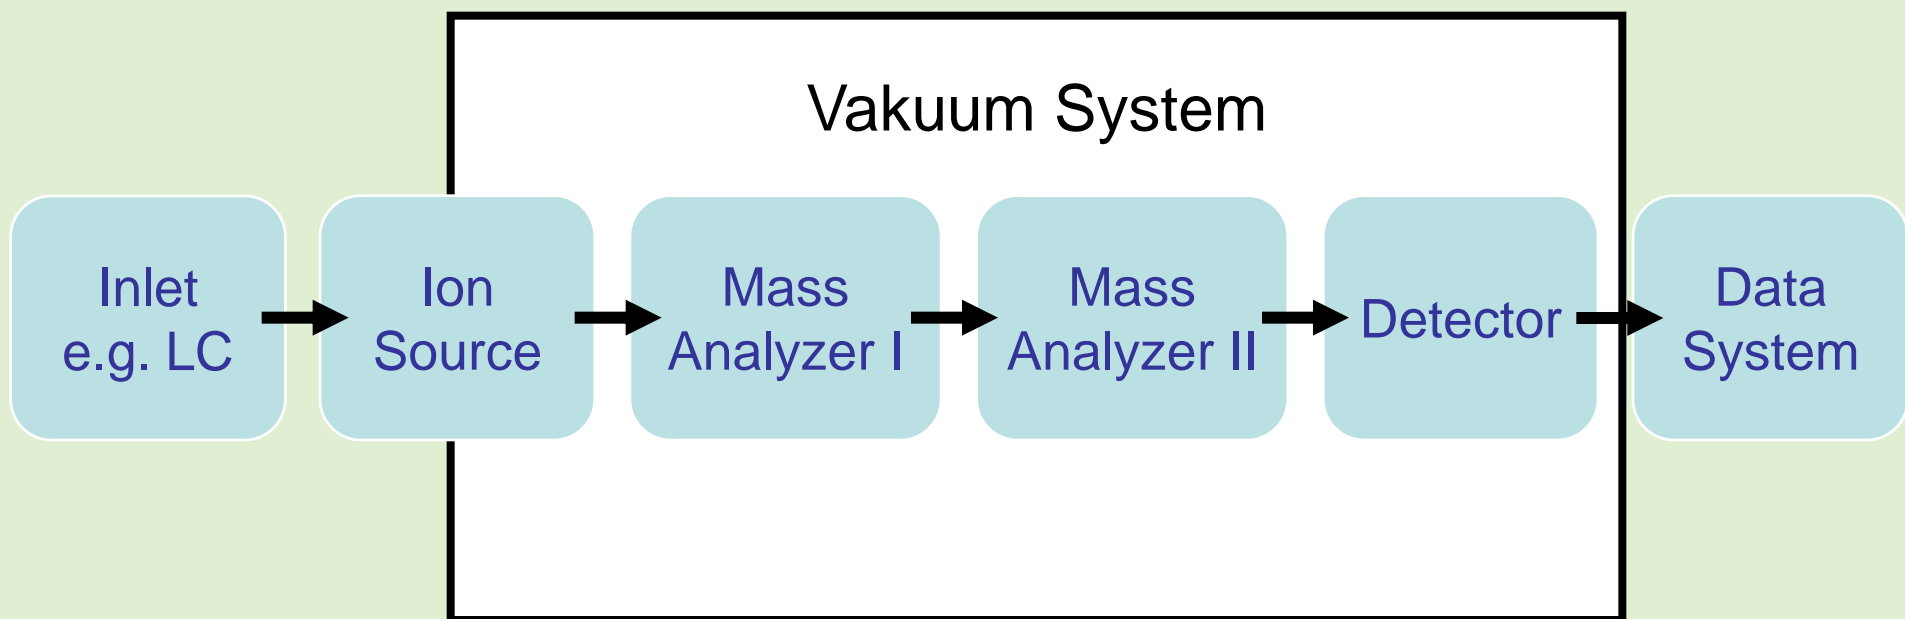 Vakuum System
Inlet
e.g. LC
Ion
Source
Mass
Analyzer I
Mass
Analyzer II
Detector
Data
System